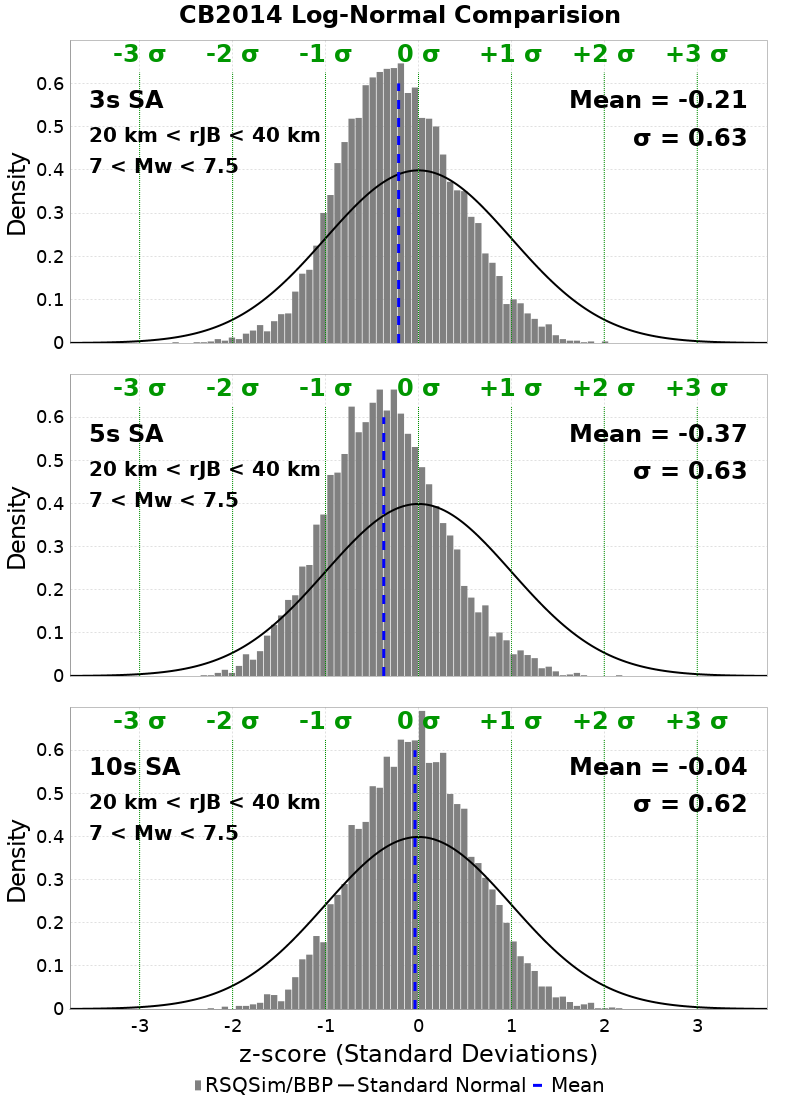 CB2014 Log-Normal Comparision
-3 σ -2 σ -1 σ 0 σ +1 σ +2 σ +3 σ
3s SA
20 km < rJB < 40 km
7 < Mw < 7.5
Mean = -0.21
σ = 0.63
Density
0.6
0.5
0.4
0.3
0.2
0.1
0
-3 σ -2 σ -1 σ 0 σ +1 σ +2 σ +3 σ
5s SA
20 km < rJB < 40 km
7 < Mw < 7.5
Mean = -0.37
σ = 0.63
Density
0.6
0.5
0.4
0.3
0.2
0.1
0
-3 σ -2 σ -1 σ 0 σ +1 σ +2 σ +3 σ
10s SA
20 km < rJB < 40 km
7 < Mw < 7.5
Mean = -0.04
σ = 0.62
Density
0.6
0.5
0.4
0.3
0.2
0.1
0
-3 -2 -1 0 1 2 3
z-score (Standard Deviations)
RSQSim/BBP Standard Normal Mean